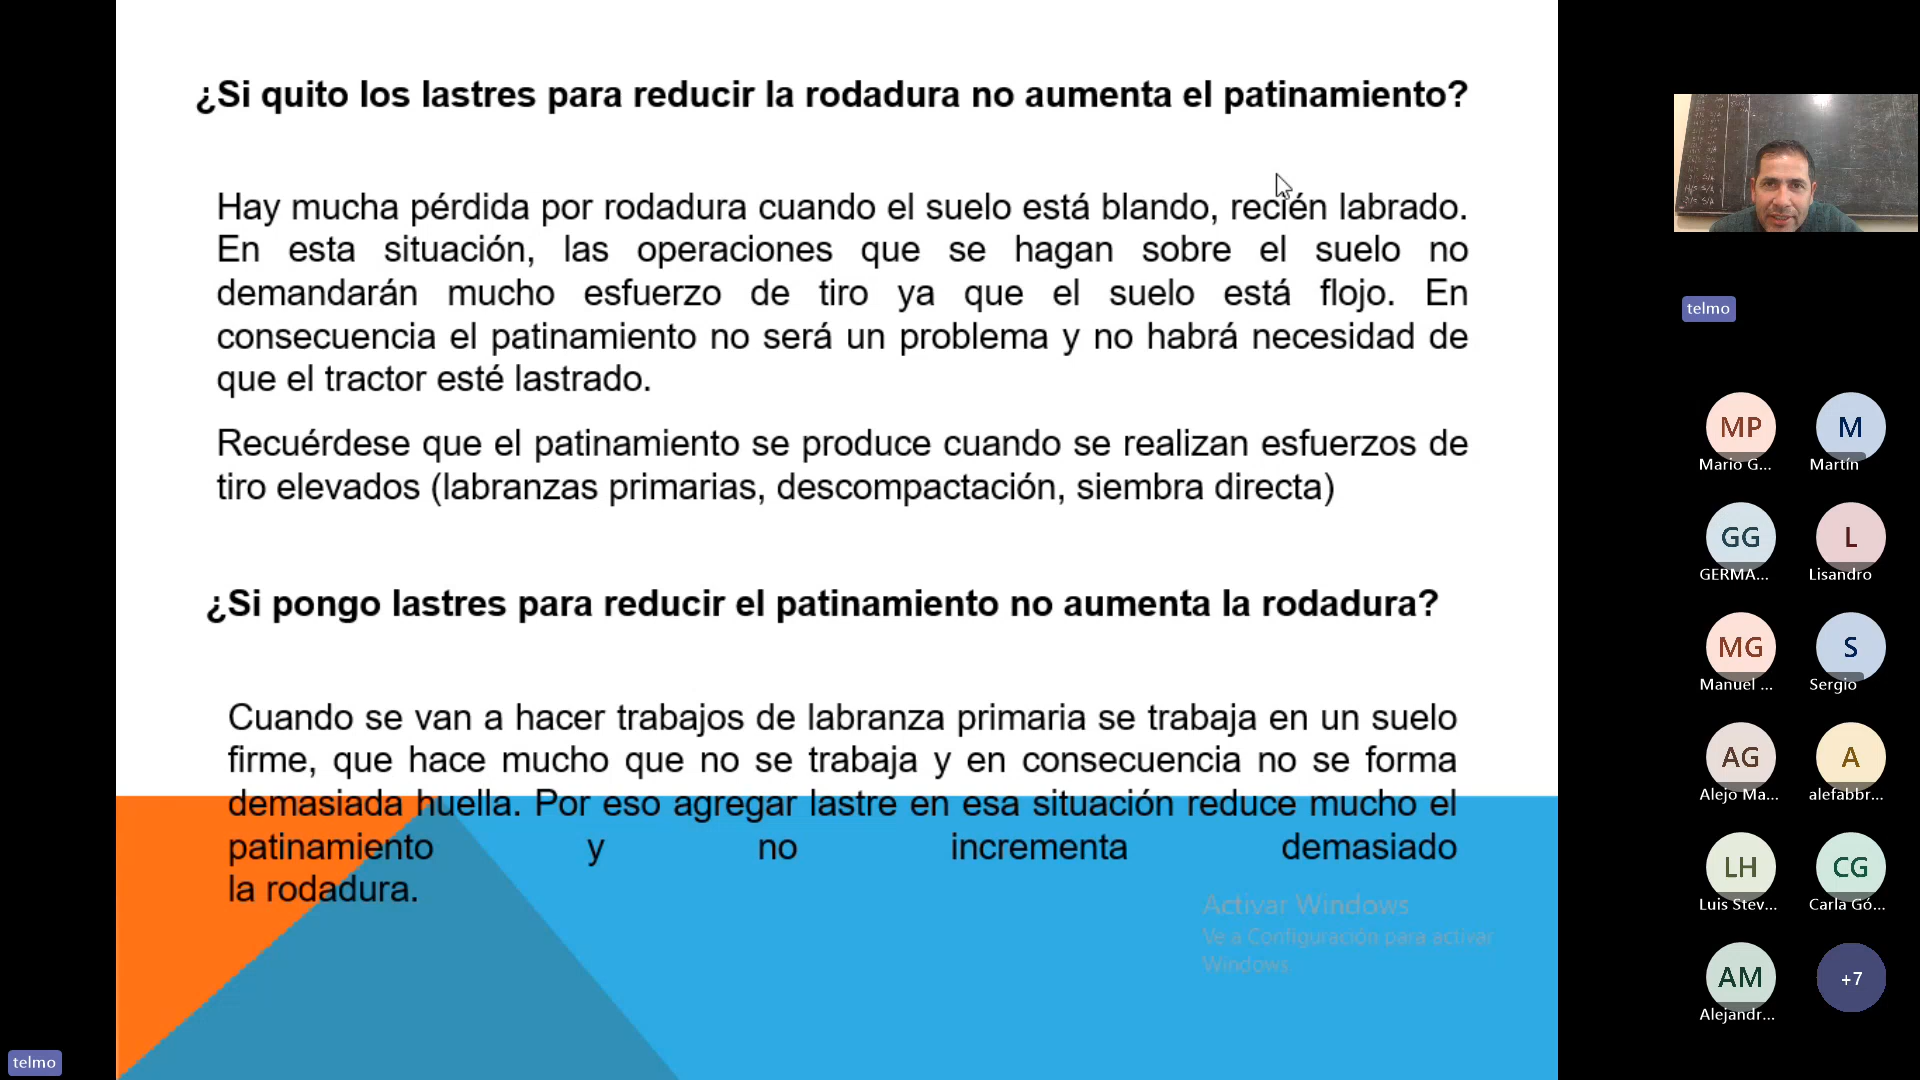 ¿Si quito los lastres para reducir la rodadura no aumenta el patinamiento?
Hay mucha pérdida por rodadura cuando el suelo está blando, recién labrado.
En esta situación, las operaciones que se hagan sobre el suelo no
demandarán mucho esfuerzo de tiro ya que el suelo está flojo. En
consecuencia el patinamiento no será un problema y no habrá necesidad de
que el tractor esté lastrado.
Recuérdese que el patinamiento se produce cuando se realizan esfuerzos de
tiro elevados (labranzas primarias, descompactación, siembra directa)
¿Si pongo lastres para reducir el patinamiento no aumenta la rodadura?
Cuando se van a hacer trabajos de labranza primaria se trabaja en un suelo
firme, que hace mucho que no se trabaja y en consecuencia no se forma
demasiada huella. Por eso agregar lastre en esa situación reduce mucho el
patinamiento y no incrementa demasiado
la rodadura.
Activar Windows
Ve a Configuración para activar
Windows
telmo
telmo
MP
Mario G...
M
Martín
GG
GERMA...
L
Lisandro
MG
Manuel ...
S
Sergio
AG
Alejo Ma...
A
alefabbr...
LH
Luis Stev...
CG
Carla Gó...
AM
Alejandr...
+7